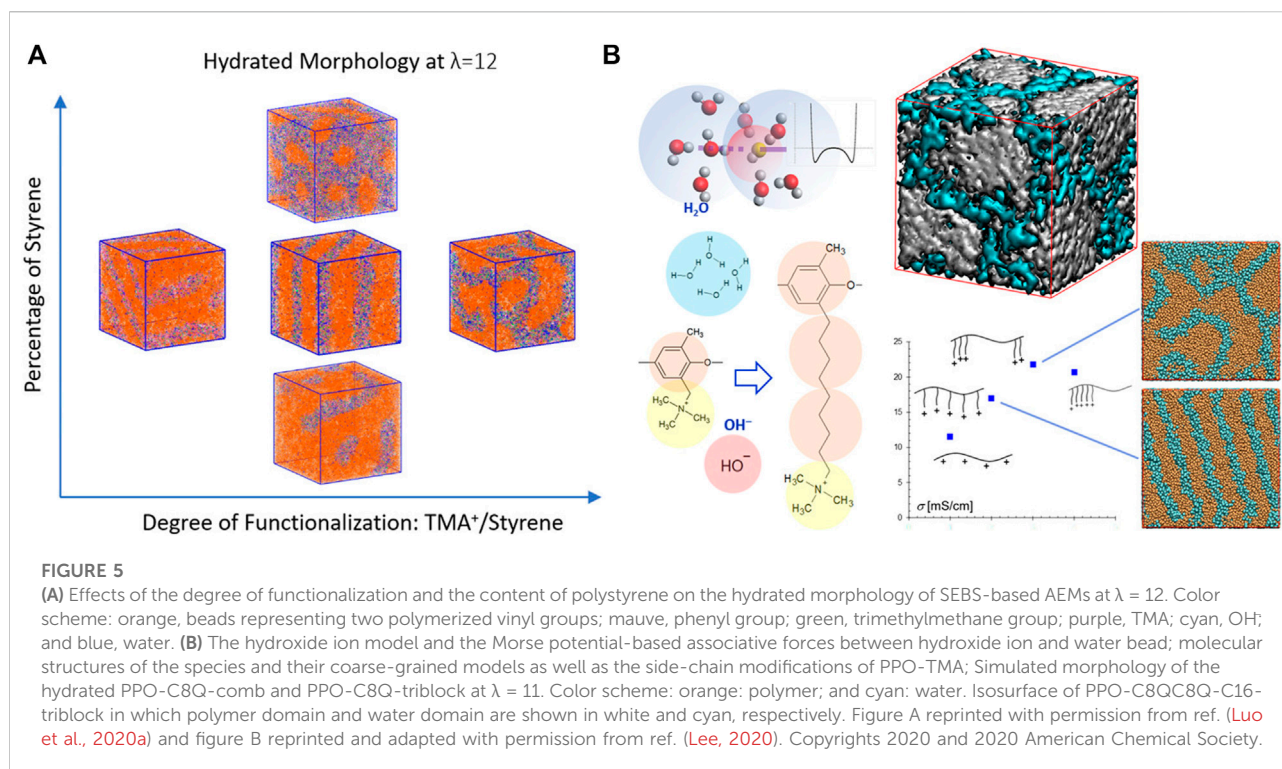 A
Hydrated Morphology at λ=12
Percentage of Styrene
Degree of Functionalization: TMA⁺/Styrene
B
H₂O
H H
O
H O H
H O H
H O H
CH₃
O—
CH₃
O—
N⁺
H₃C CH₃
H₃C
OH⁻
HO⁻
N⁺
H₃C CH₃
H₃C
25
20
15
10
5
0
+ ++ + +
+ + + + +
+ + + + +
+ + + +
σ [mS/cm]
FIGURE 5
(A) Effects of the degree of functionalization and the content of polystyrene on the hydrated morphology of SEBS-based AEMs at λ = 12. Color
scheme: orange, beads representing two polymerized vinyl groups; mauve, phenyl group; green, trimethylmethane group; purple, TMA; cyan, OH⁻;
and blue, water. (B) The hydroxide ion model and the Morse potential-based associative forces between hydroxide ion and water bead; molecular
structures of the species and their coarse-grained models as well as the side-chain modifications of PPO-TMA; Simulated morphology of the
hydrated PPO-C8Q-comb and PPO-C8Q-triblock at λ = 11. Color scheme: orange: polymer; and cyan: water. Isosurface of PPO-C8QC8Q-C16-
triblock in which polymer domain and water domain are shown in white and cyan, respectively. Figure A reprinted with permission from ref. (Luo
et al., 2020a) and figure B reprinted and adapted with permission from ref. (Lee, 2020). Copyrights 2020 and 2020 American Chemical Society.